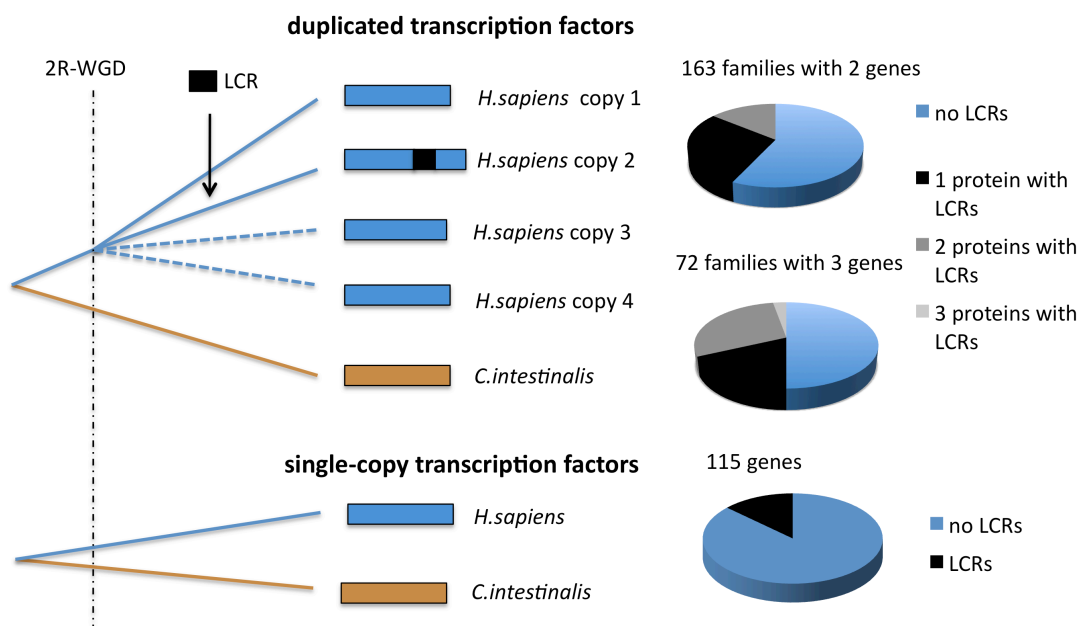 duplicated transcription factors
2R-WGD
LCR
H.sapiens copy 1
H.sapiens copy 2
H.sapiens copy 3
H.sapiens copy 4
C.intestinalis
163 families with 2 genes
72 families with 3 genes
no LCRs
1 protein with
LCRs
2 proteins with
LCRs
3 proteins with
LCRs
single-copy transcription factors
H.sapiens
C.intestinalis
115 genes
no LCRs
LCRs